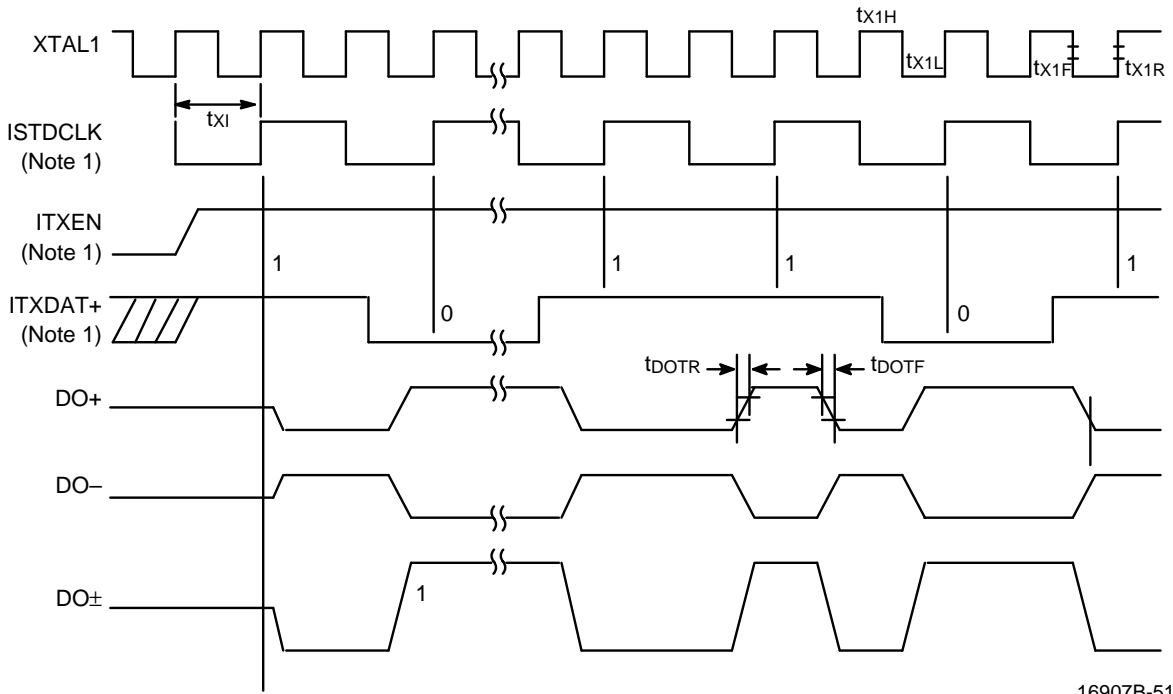 tX1H
XTAL1
tX1L
tX1F
tX1R
tXI
ISTDCLK
(Note 1)
ITXEN
(Note 1)
1
1
1
1
ITXDAT+
(Note 1)
0
0
tDOTR
tDOTF
DO+
DO–
DO±
1
16907B-51